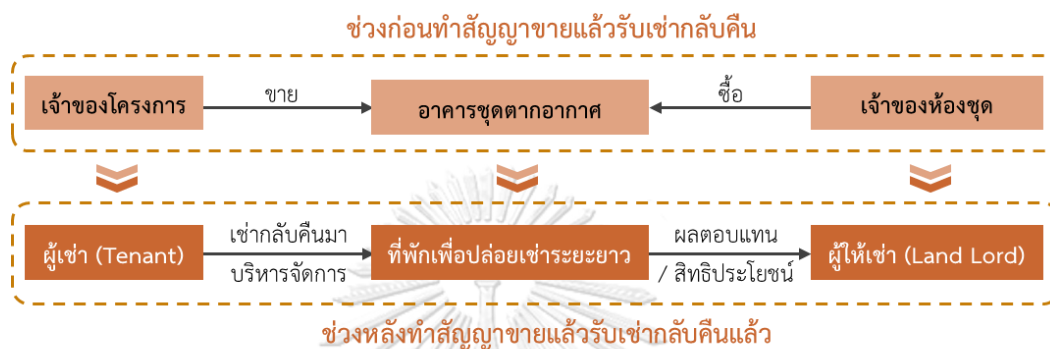 ช่วงก่อนทำสัญญาขายแล้วรับเช่ากลับคืน
เจ้าของโครงการ
ขาย
อาคารชุดตากอากาศ
ซื้อ
เจ้าของห้องชุด
ผู้เช่า (Tenant)
เช่ากลับคืนมา
บริหารจัดการ
ที่พักเพื่อปล่อยเช่าระยะยาว
ผลตอบแทน
/ สิทธิประโยชน์
ผู้ให้เช่า (Land Lord)
ช่วงหลังทำสัญญาขายแล้วรับเช่ากลับคืนแล้ว